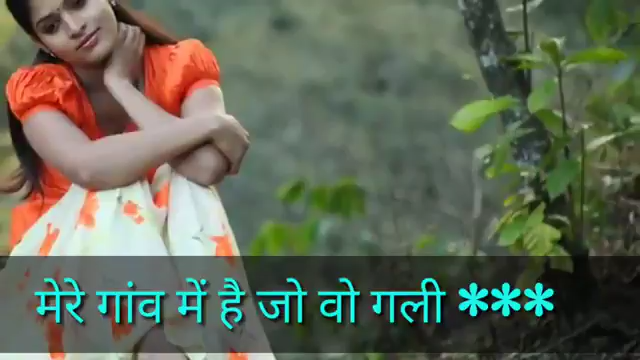 मेरे गांव में है जो वो गली ***